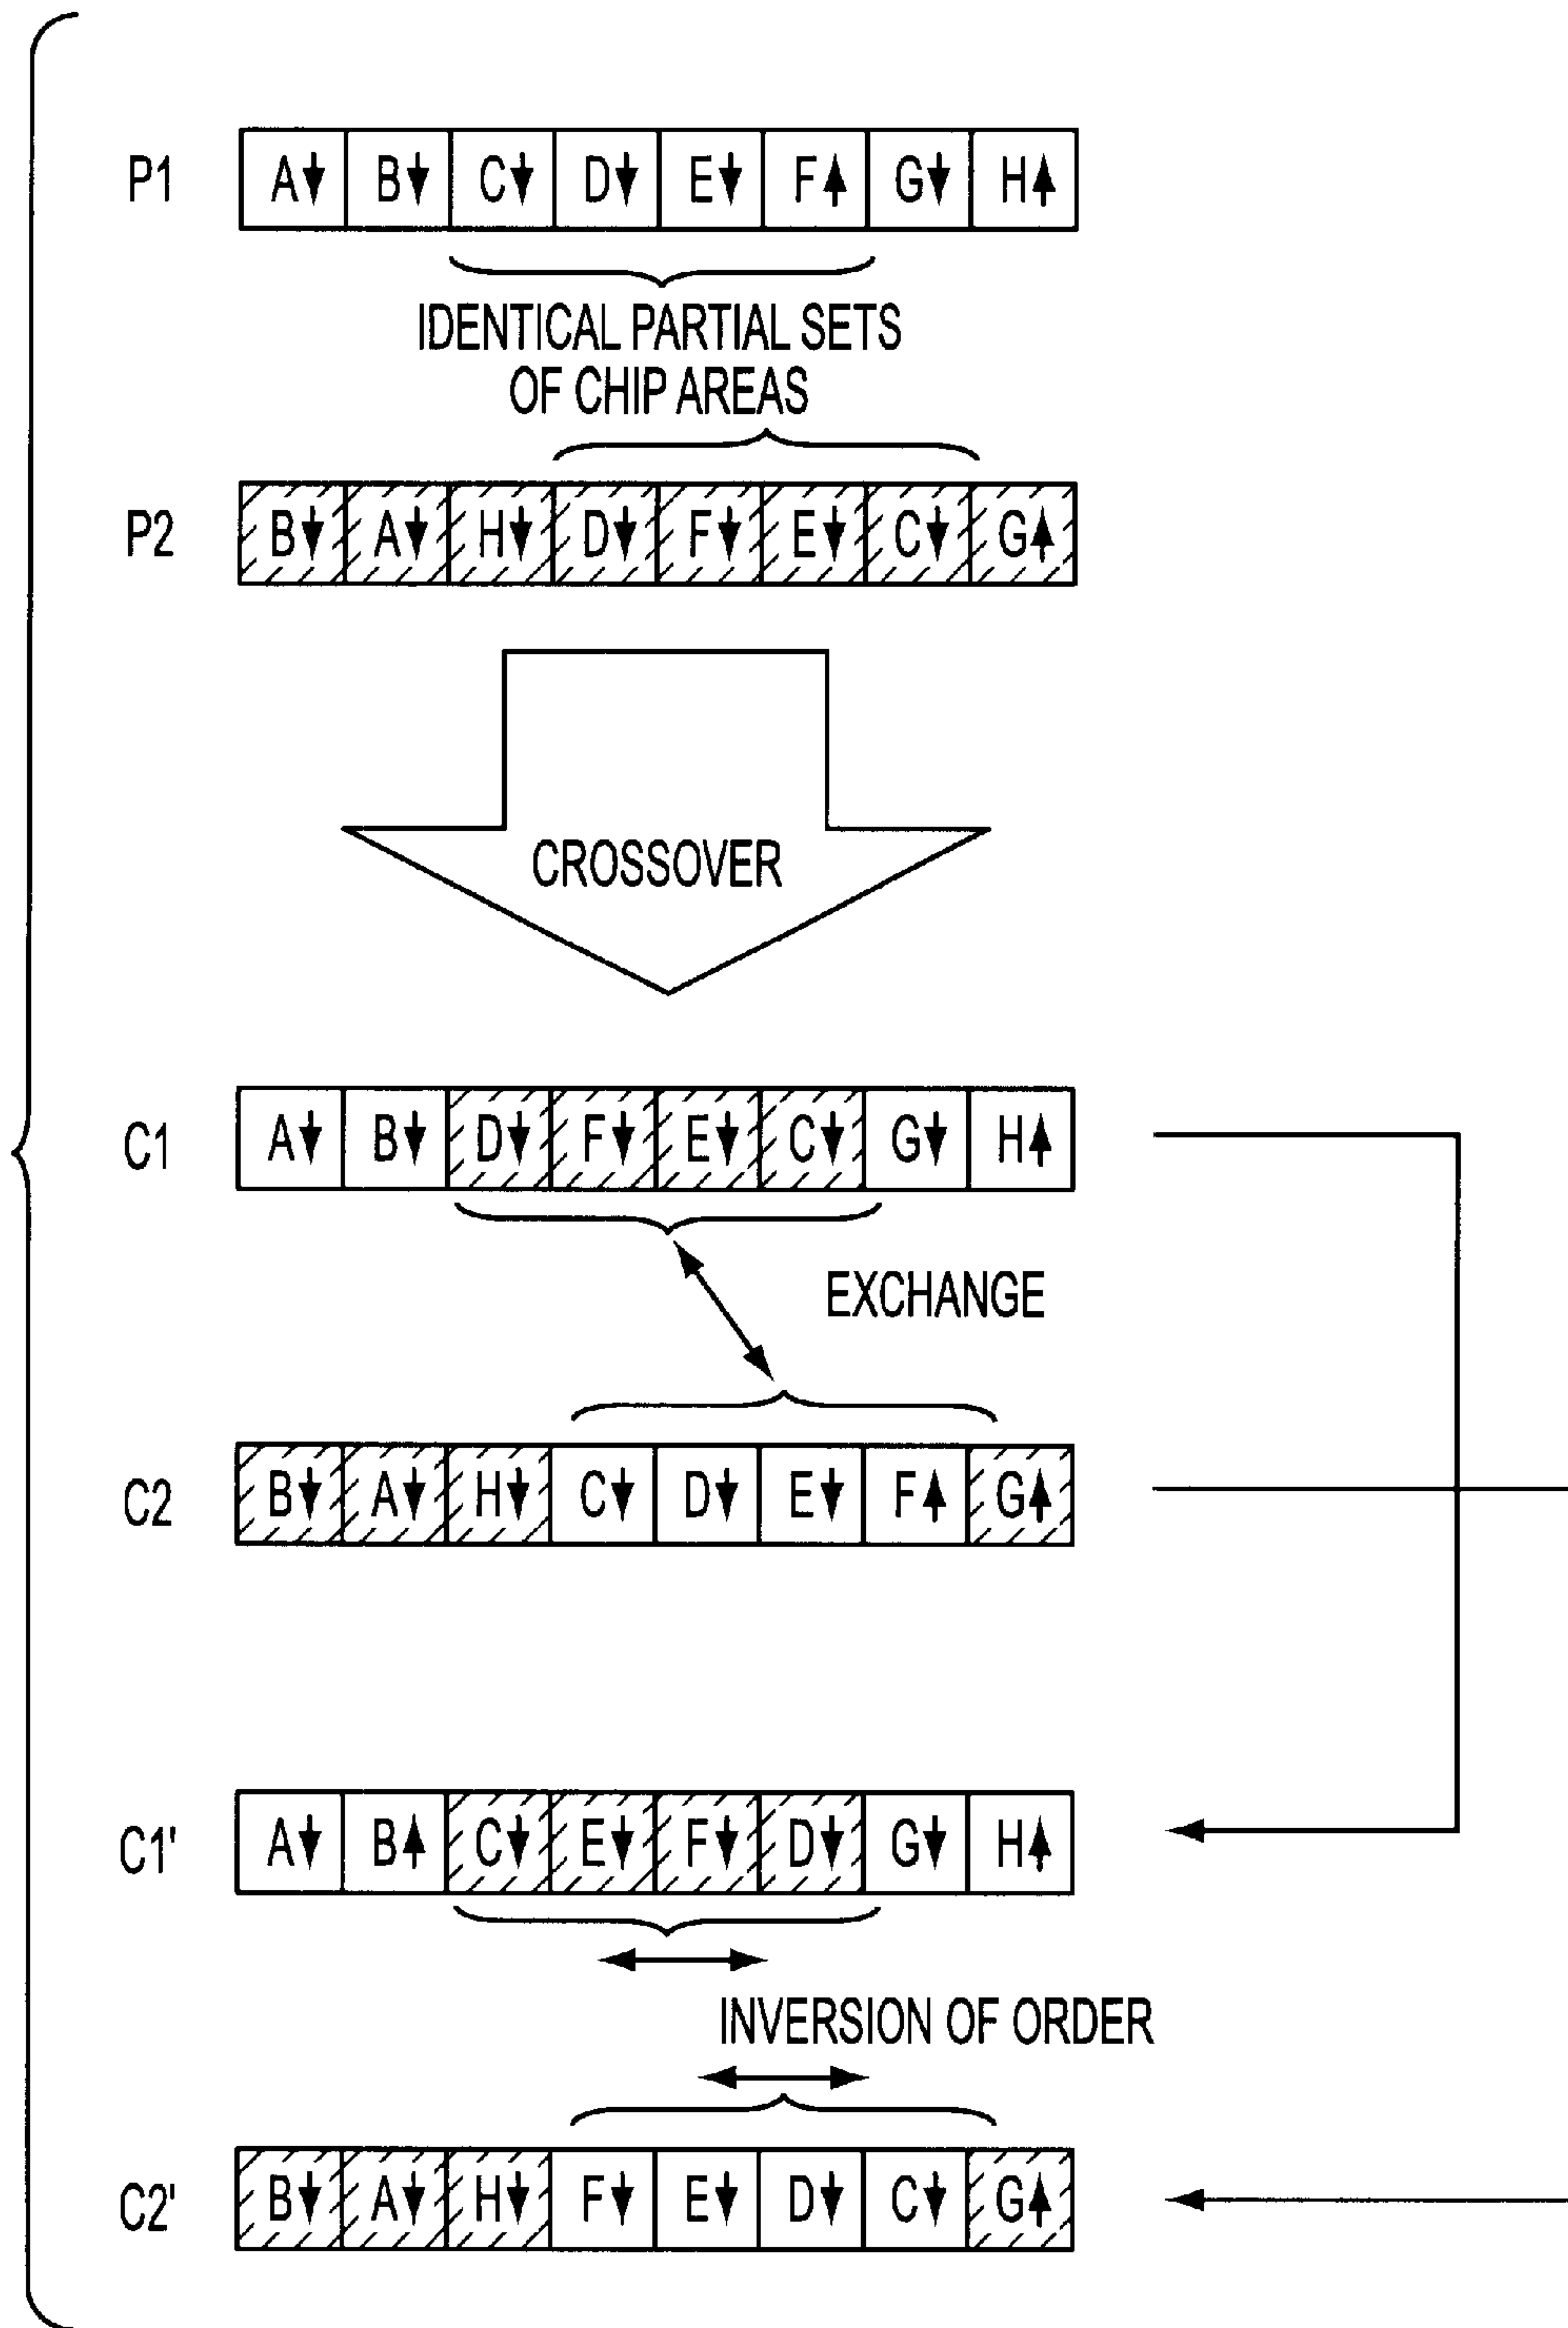 P1 A↓ B↓ C↓ D↓ E↓ F↑ G↓ H↑
IDENTICAL PARTIAL SETS
OF CHIP AREAS
P2 B↓ A↓ H↓ D↓ F↓ E↓ C↓ G↑
CROSSOVER
C1 A↓ B↓ D↓ F↓ E↓ C↓ G↓ H↑
EXCHANGE
C2 B↓ A↓ H↓ C↓ D↓ E↓ F↑ G↑
C1' A↓ B↑ C↓ E↓ F↓ D↓ G↓ H↑
INVERSION OF ORDER
C2' B↓ A↓ H↓ F↓ E↓ D↓ C↓ G↑